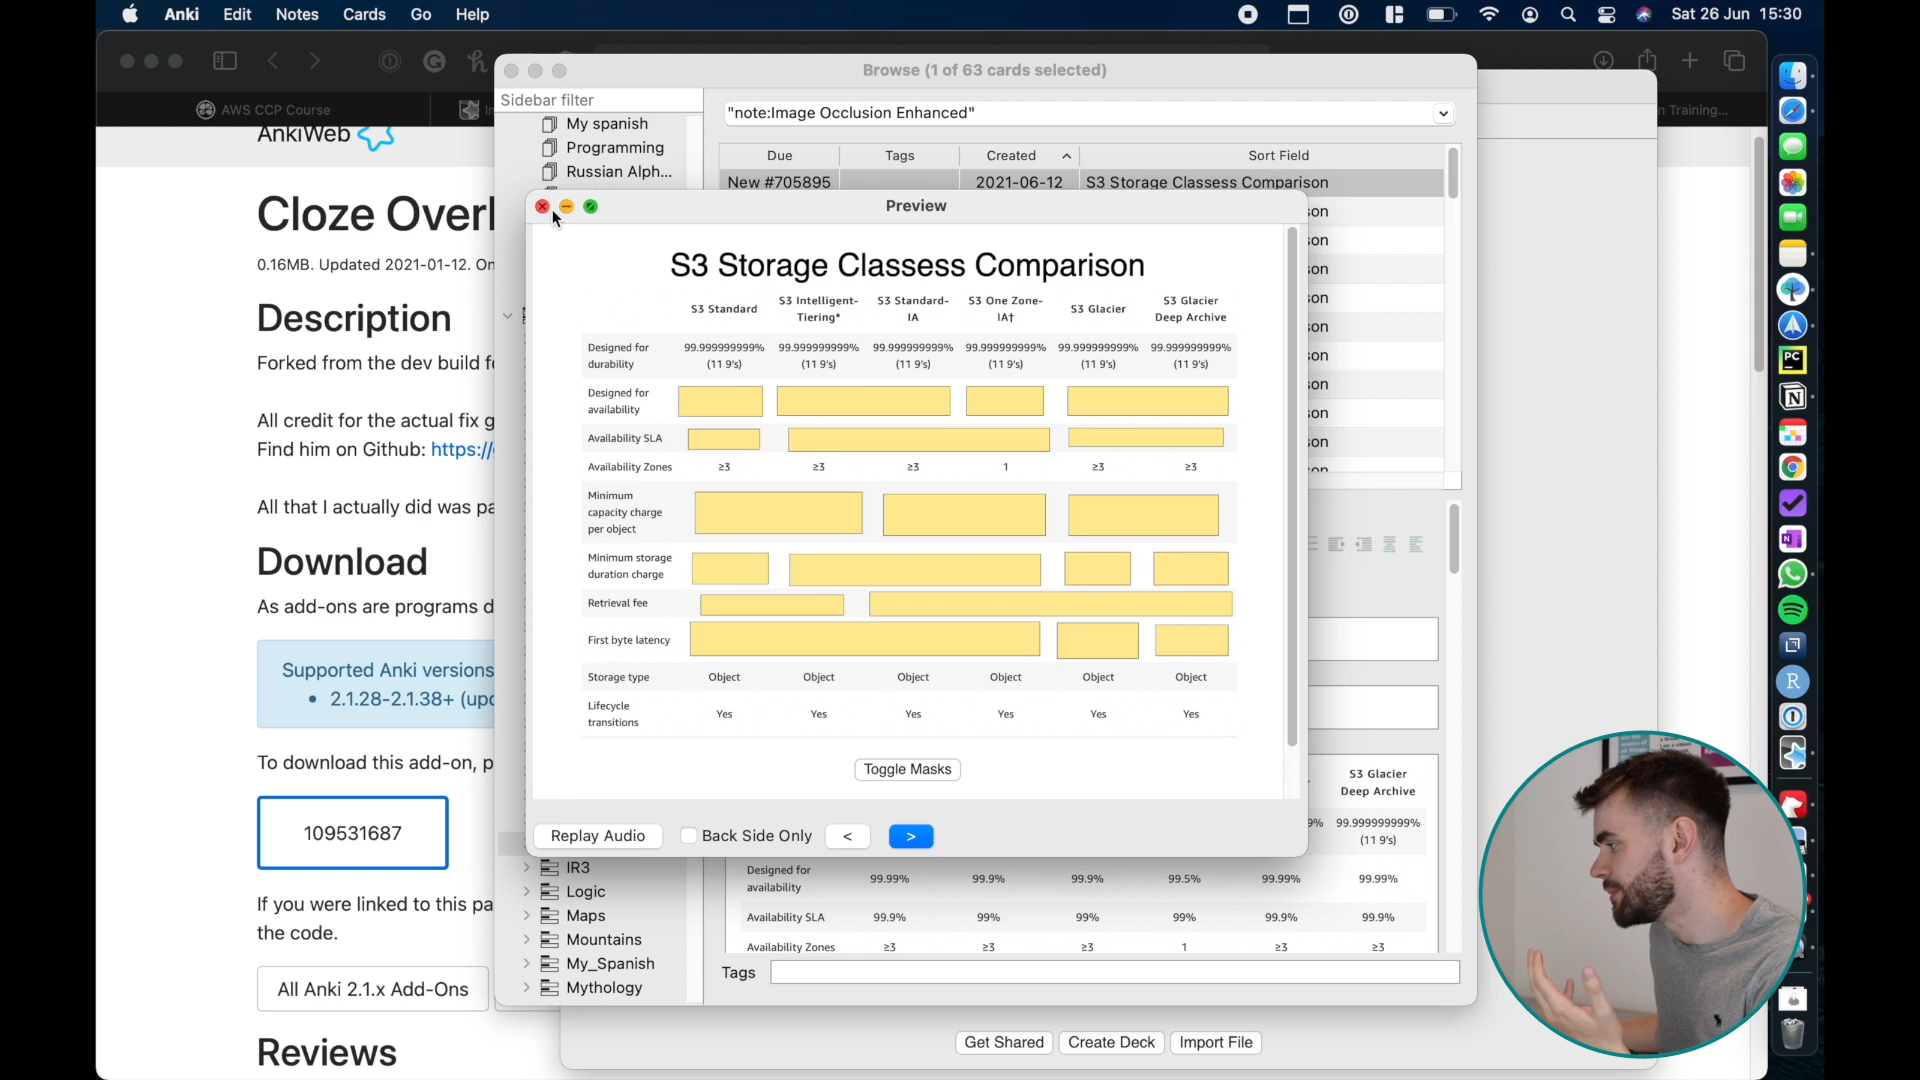 Anki Edit Notes Cards Go Help Sat 26 Jun 15:30
AWS CCP Course
n Training...
AnkiWeb
Cloze Overl
0.16MB. Updated 2021-01-12. On
Description
Forked from the dev build f
All credit for the actual fix g
Find him on Github: https://
All that I actually did was pa
Download
As add-ons are programs d
Supported Anki versions
• 2.1.28-2.1.38+ (upd
To download this add-on, p
109531687
If you were linked to this pa
the code.
All Anki 2.1.x Add-Ons
Reviews
Browse (1 of 63 cards selected)
Sidebar filter
My spanish
Programming
Russian Alph...
"note:Image Occlusion Enhanced"
Due Tags Created Sort Field
New #705895 2021-06-12 S3 Storage Classess Comparison
son
son
son
son
son
son
son
son
son
Preview
S3 Storage Classess Comparison
S3 Standard S3 Intelligent-Tiering* S3 Standard-IA S3 One Zone-IA† S3 Glacier S3 Glacier Deep Archive
Designed for durability 99.999999999% (11 9's) 99.999999999% (11 9's) 99.999999999% (11 9's) 99.999999999% (11 9's) 99.999999999% (11 9's) 99.999999999% (11 9's)
Designed for availability
Availability SLA
Availability Zones ≥3 ≥3 ≥3 1 ≥3 ≥3
Minimum capacity charge per object
Minimum storage duration charge
Retrieval fee
First byte latency
Storage type Object Object Object Object Object Object
Lifecycle transitions Yes Yes Yes Yes Yes Yes
Toggle Masks
Replay Audio Back Side Only < >
IR3
Logic
Maps
Mountains
My_Spanish
Mythology
S3 Glacier
Deep Archive
9% 99.999999999%
(11 9's)
Designed for availability 99.99% 99.9% 99.9% 99.5% 99.99% 99.99%
Availability SLA 99.9% 99% 99% 99% 99.9% 99.9%
Availability Zones ≥3 ≥3 ≥3 1 ≥3 ≥3
Tags
Get Shared Create Deck Import File